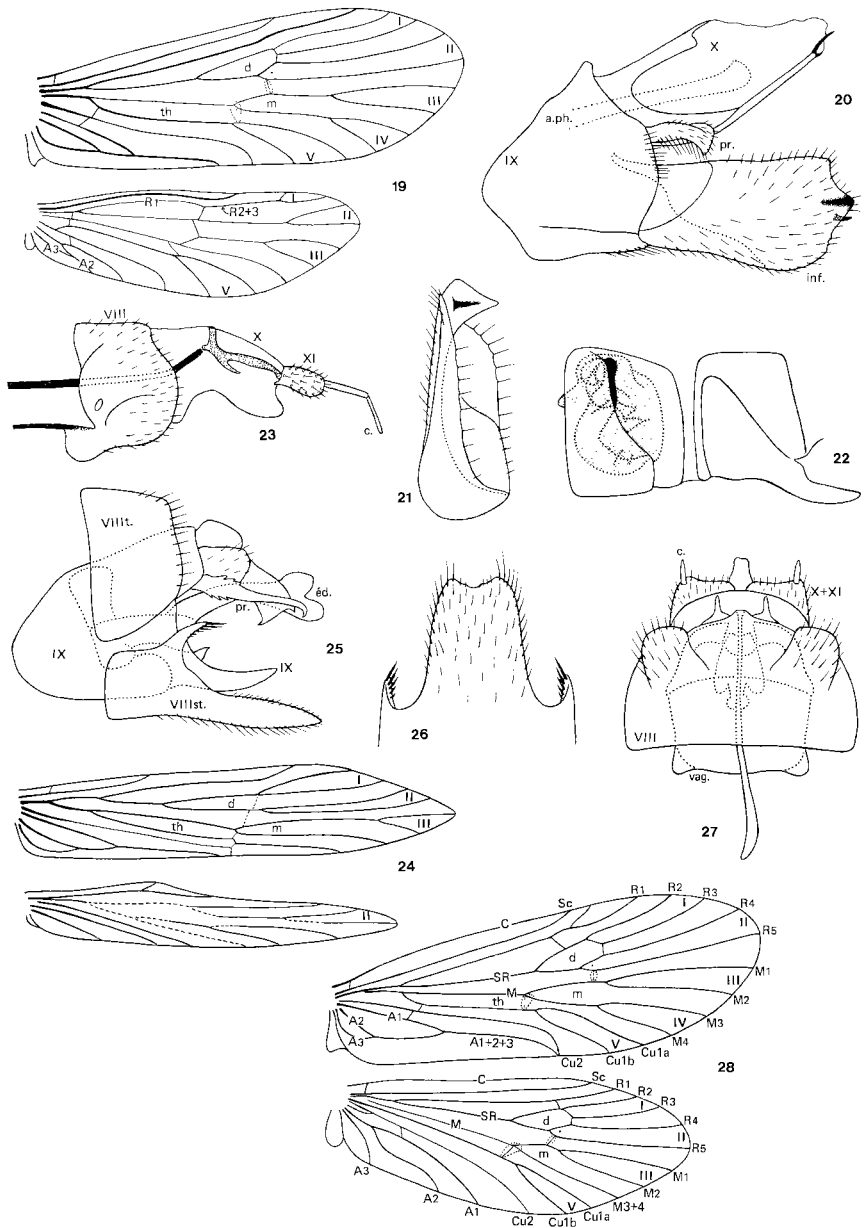 I
II
d
III
th
m
IV
V
19
R1
R2+3
I
II
III
A3
A2
V
X
a.ph.
20
IX
pr.
inf.
VIII
X
XI
c.
23
21
22
VIIIt.
éd.
pr.
IX
25
IX
VIIIst.
26
c.
X+XI
VIII
vag.
27
I
d
II
th
m
III
24
II
C
Sc
R1
R2
I
R3
R4
II
R5
d
SR
M
th
m
III
M1
M2
A2
A1
A3
A1+2+3
IV
M3
M4
V
Cu1a
Cu1b
Cu2
28
C
Sc
R1
R2
I
R3
SR
d
R4
M
II
R5
m
M1
III
M2
A3
A2
A1
V
M3+4
Cu1a
Cu1b
Cu2